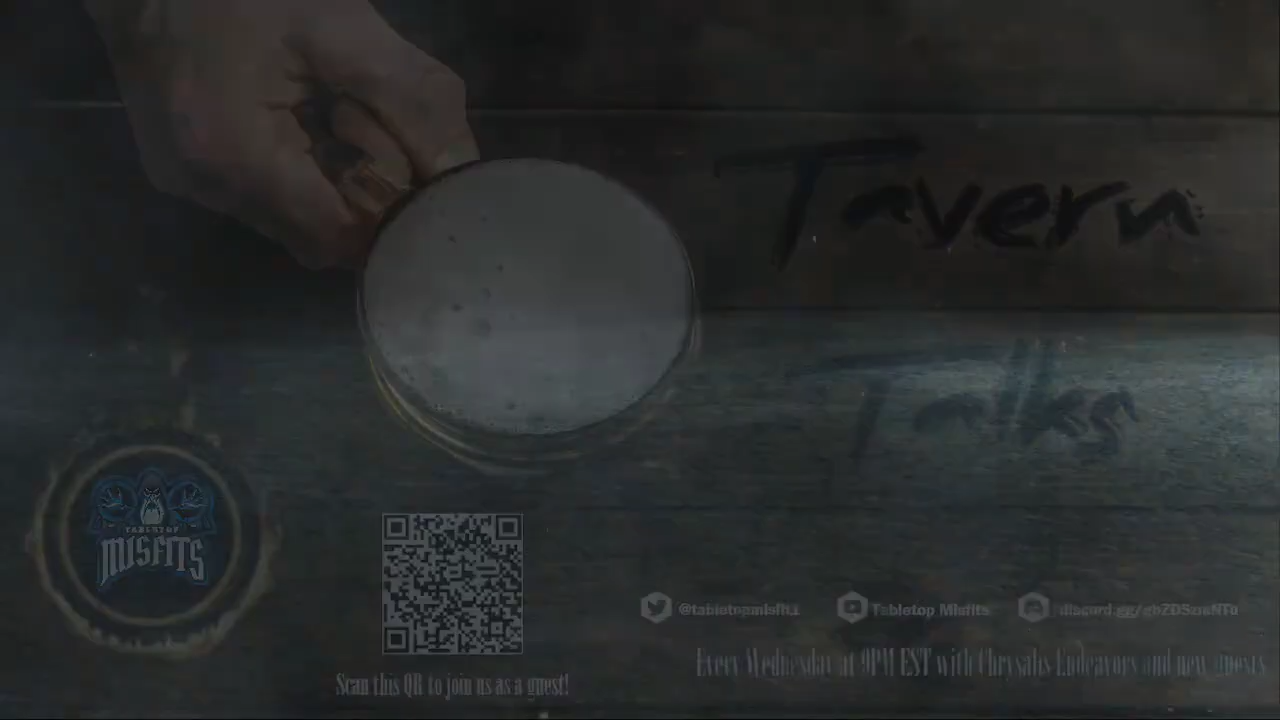 Tavern
Talks
TABLETOP
MISFITS
Tabletop Misfits
Every Wednesday at 9PM EST with Chrysalis Endeavors and new guests
Scan this QR to join us as a guest!